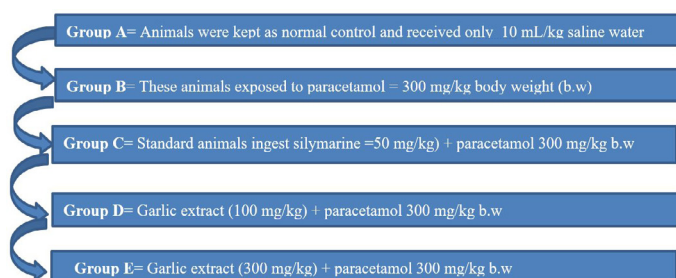 Group A= Animals were kept as normal control and received only 10 mL/kg saline water
Group B= These animals exposed to paracetamol = 300 mg/kg body weight (b.w)
Group C= Standard animals ingest silymarine =50 mg/kg) + paracetamol 300 mg/kg b.w
Group D= Garlic extract (100 mg/kg) + paracetamol 300 mg/kg b.w
Group E= Garlic extract (300 mg/kg) + paracetamol 300 mg/kg b.w